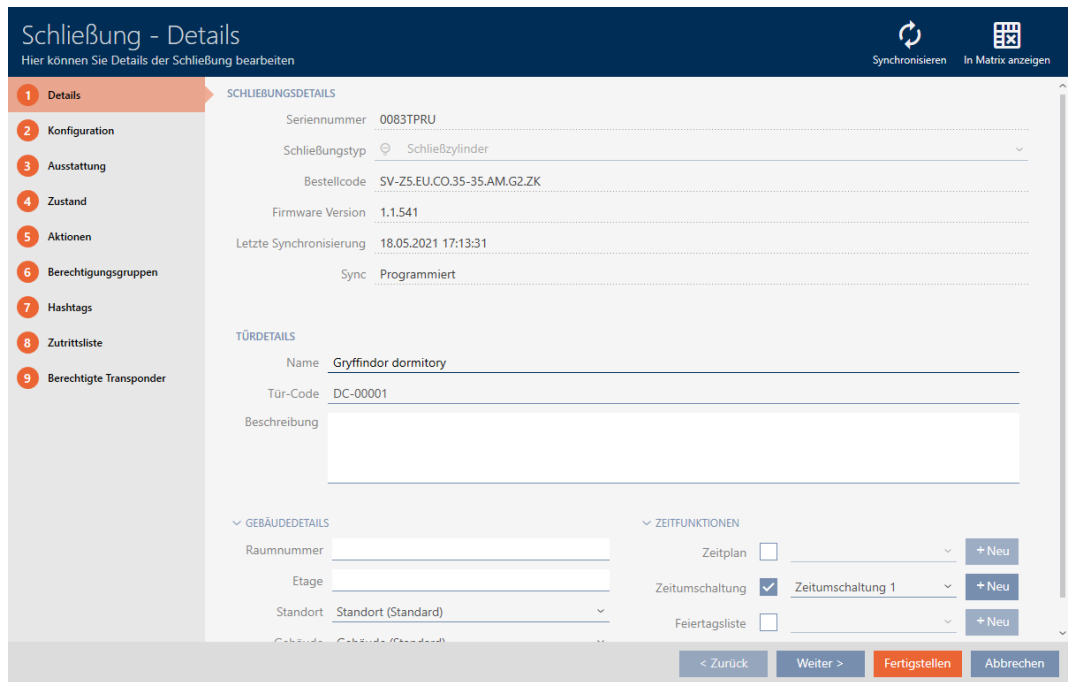 Schließung - Details
Hier können Sie Details der Schließung bearbeiten
Synchronisieren
In Matrix anzeigen
1 Details
2 Konfiguration
3 Ausstattung
4 Zustand
5 Aktionen
6 Berechtigungsgruppen
7 Hashtags
8 Zutrittsliste
9 Berechtigte Transponder
SCHLIEßUNGSDETAILS
Seriennummer 0083TPRU
Schließungstyp Schließzylinder
Bestellcode SV-Z5.EU.CO.35-35.AM.G2.ZK
Firmware Version 1.1.541
Letzte Synchronisierung 18.05.2021 17:13:31
Sync Programmiert
TÜRDETAILS
Name Gryffindor dormitory
Tür-Code DC-00001
Beschreibung
GEBÄUDEDETAILS
Raumnummer
Etage
Standort Standort (Standard)
Gebäude Gebäude (Standard)
ZEITFUNKTIONEN
Zeitplan + Neu
Zeitumschaltung Zeitumschaltung 1 + Neu
Feiertagsliste + Neu
< Zurück
Weiter >
Fertigstellen
Abbrechen